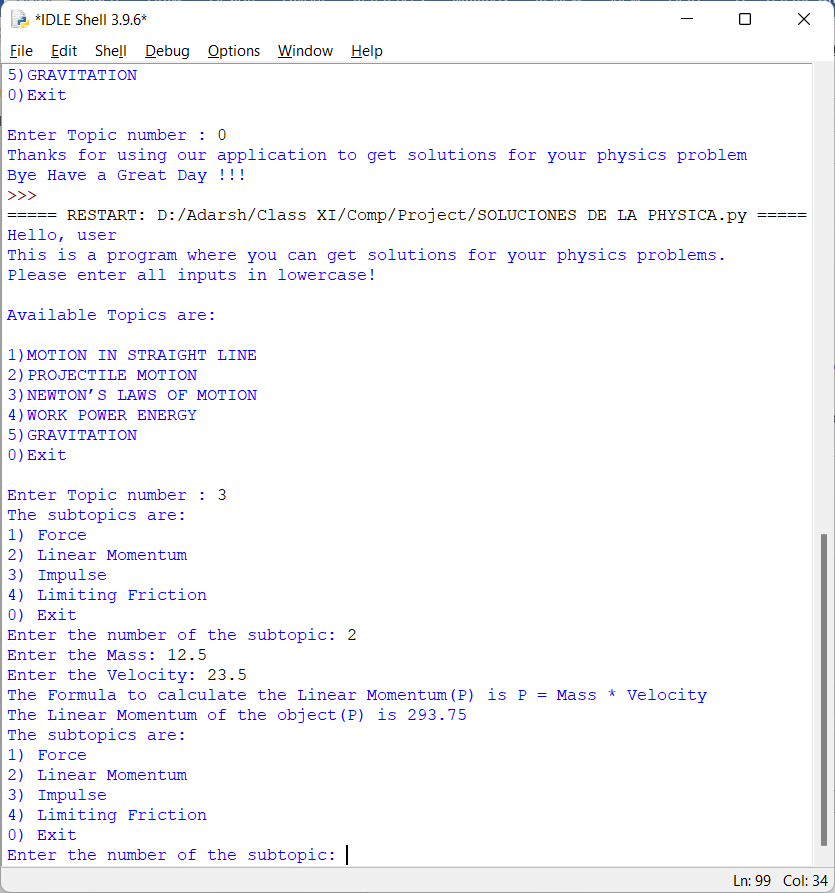 *IDLE Shell 3.9.6*
File Edit Shell Debug Options Window Help
5)GRAVITATION
0)Exit
Enter Topic number : 0
Thanks for using our application to get solutions for your physics problem
Bye Have a Great Day !!!
>>>
===== RESTART: D:/Adarsh/Class XI/Comp/Project/SOLUCIONES DE LA PHYSICA.py =====
Hello, user
This is a program where you can get solutions for your physics problems.
Please enter all inputs in lowercase!
Available Topics are:
1)MOTION IN STRAIGHT LINE
2)PROJECTILE MOTION
3)NEWTON’S LAWS OF MOTION
4)WORK POWER ENERGY
5)GRAVITATION
0)Exit
Enter Topic number : 3
The subtopics are:
1) Force
2) Linear Momentum
3) Impulse
4) Limiting Friction
0) Exit
Enter the number of the subtopic: 2
Enter the Mass: 12.5
Enter the Velocity: 23.5
The Formula to calculate the Linear Momentum(P) is P = Mass * Velocity
The Linear Momentum of the object(P) is 293.75
The subtopics are:
1) Force
2) Linear Momentum
3) Impulse
4) Limiting Friction
0) Exit
Enter the number of the subtopic:
Ln: 99 Col: 34